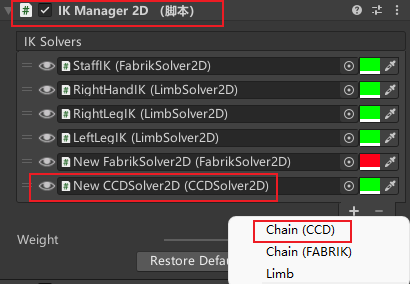 IK Manager 2D （脚本）
IK Solvers
StaffIK (FabrikSolver2D)
RightHandIK (LimbSolver2D)
RightLegIK (LimbSolver2D)
LeftLegIK (LimbSolver2D)
New FabrikSolver2D (FabrikSolver2D)
New CCDSolver2D (CCDSolver2D)
Chain (CCD)
Weight
Chain (FABRIK)
Restore Defau
Limb